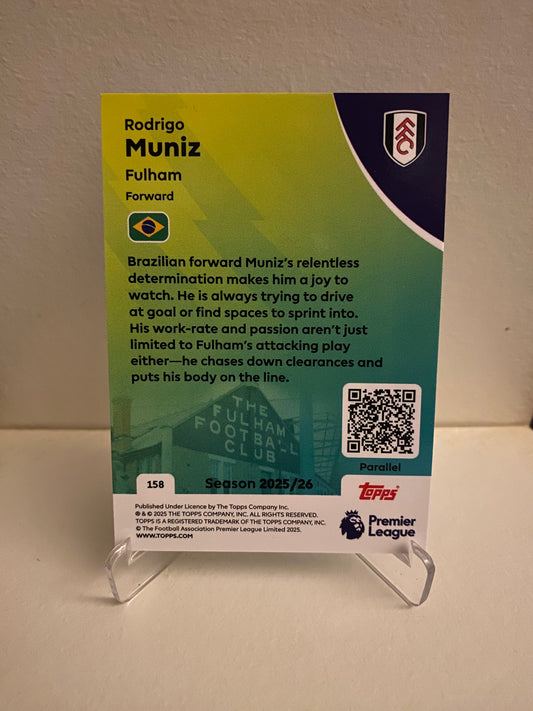 Rodrigo
Muniz
Fulham
Forward
FFC
Brazilian forward Muniz's relentless
determination makes him a joy to
watch. He is always trying to drive
at goal or find spaces to sprint into.
His work-rate and passion aren't just
limited to Fulham's attacking play
either—he chases down clearances and
puts his body on the line.
THE
FULHAM
FOOTBALL
CLUB
Parallel
158
Season 2025/26
TOPPS
Published Under Licence by The Topps Company Inc.
® & © 2025 THE TOPPS COMPANY, INC. ALL RIGHTS RESERVED.
TOPPS IS A REGISTERED TRADEMARK OF THE TOPPS COMPANY, INC.
© The Football Association Premier League Limited 2025.
WWW.TOPPS.COM
Premier
League